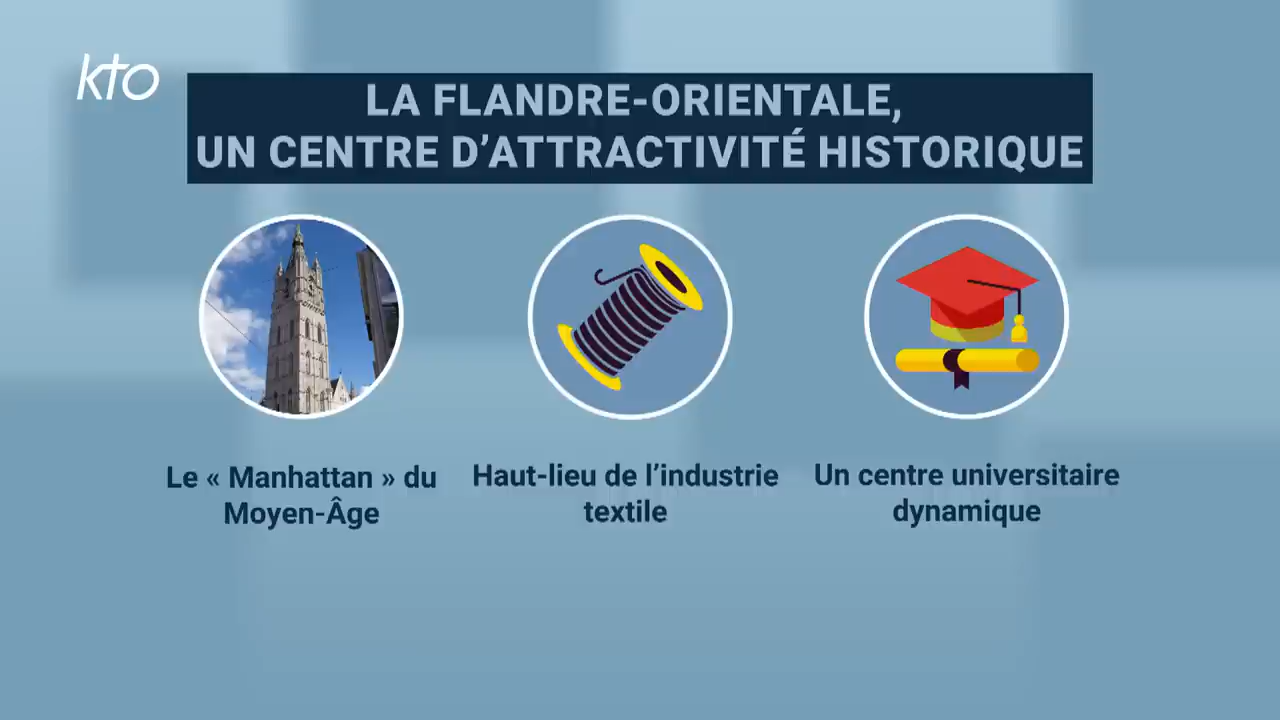 kto
LA FLANDRE-ORIENTALE,
UN CENTRE D’ATTRACTIVITÉ HISTORIQUE
Le « Manhattan » du
Moyen-Âge
Haut-lieu de l’industrie
textile
Un centre universitaire
dynamique